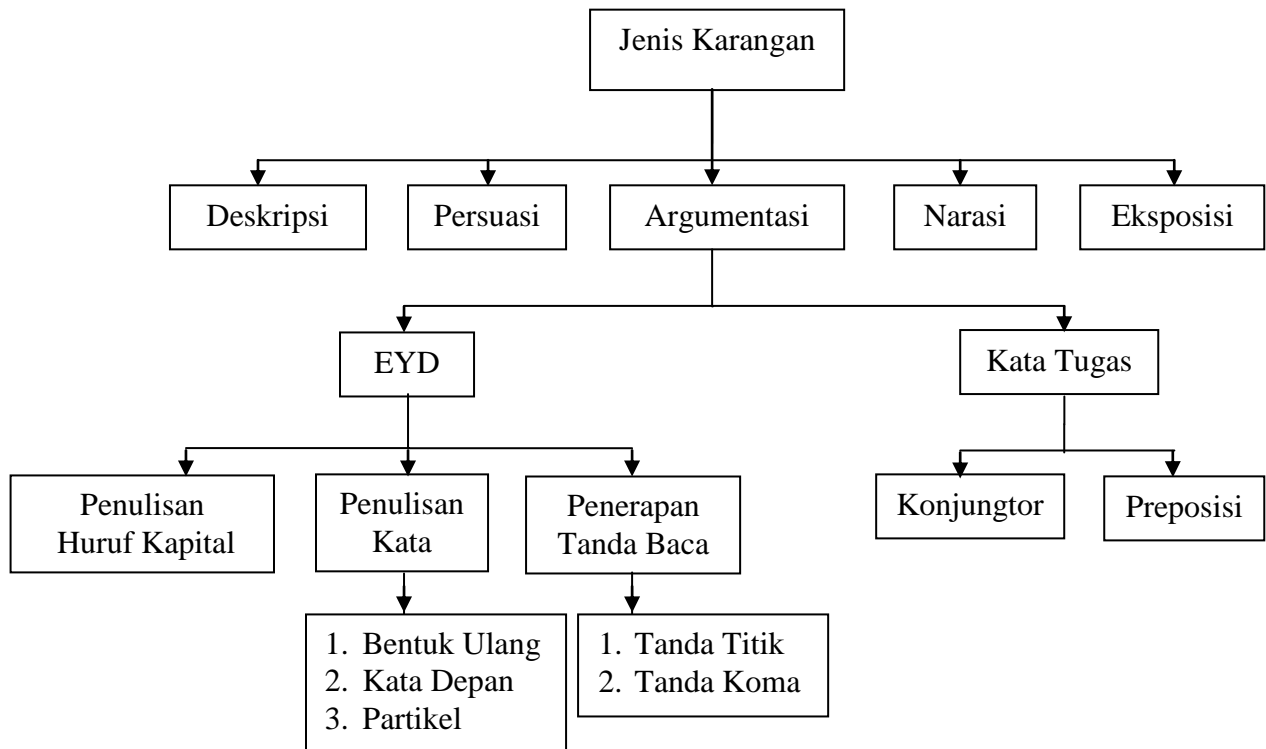 Jenis Karangan
Deskripsi
Persuasi
Argumentasi
Narasi
Eksposisi
EYD
Kata Tugas
Penulisan
Huruf Kapital
Penulisan
Kata
Penerapan
Tanda Baca
Konjungtor
Preposisi
1. Bentuk Ulang
2. Kata Depan
3. Partikel
1. Tanda Titik
2. Tanda Koma